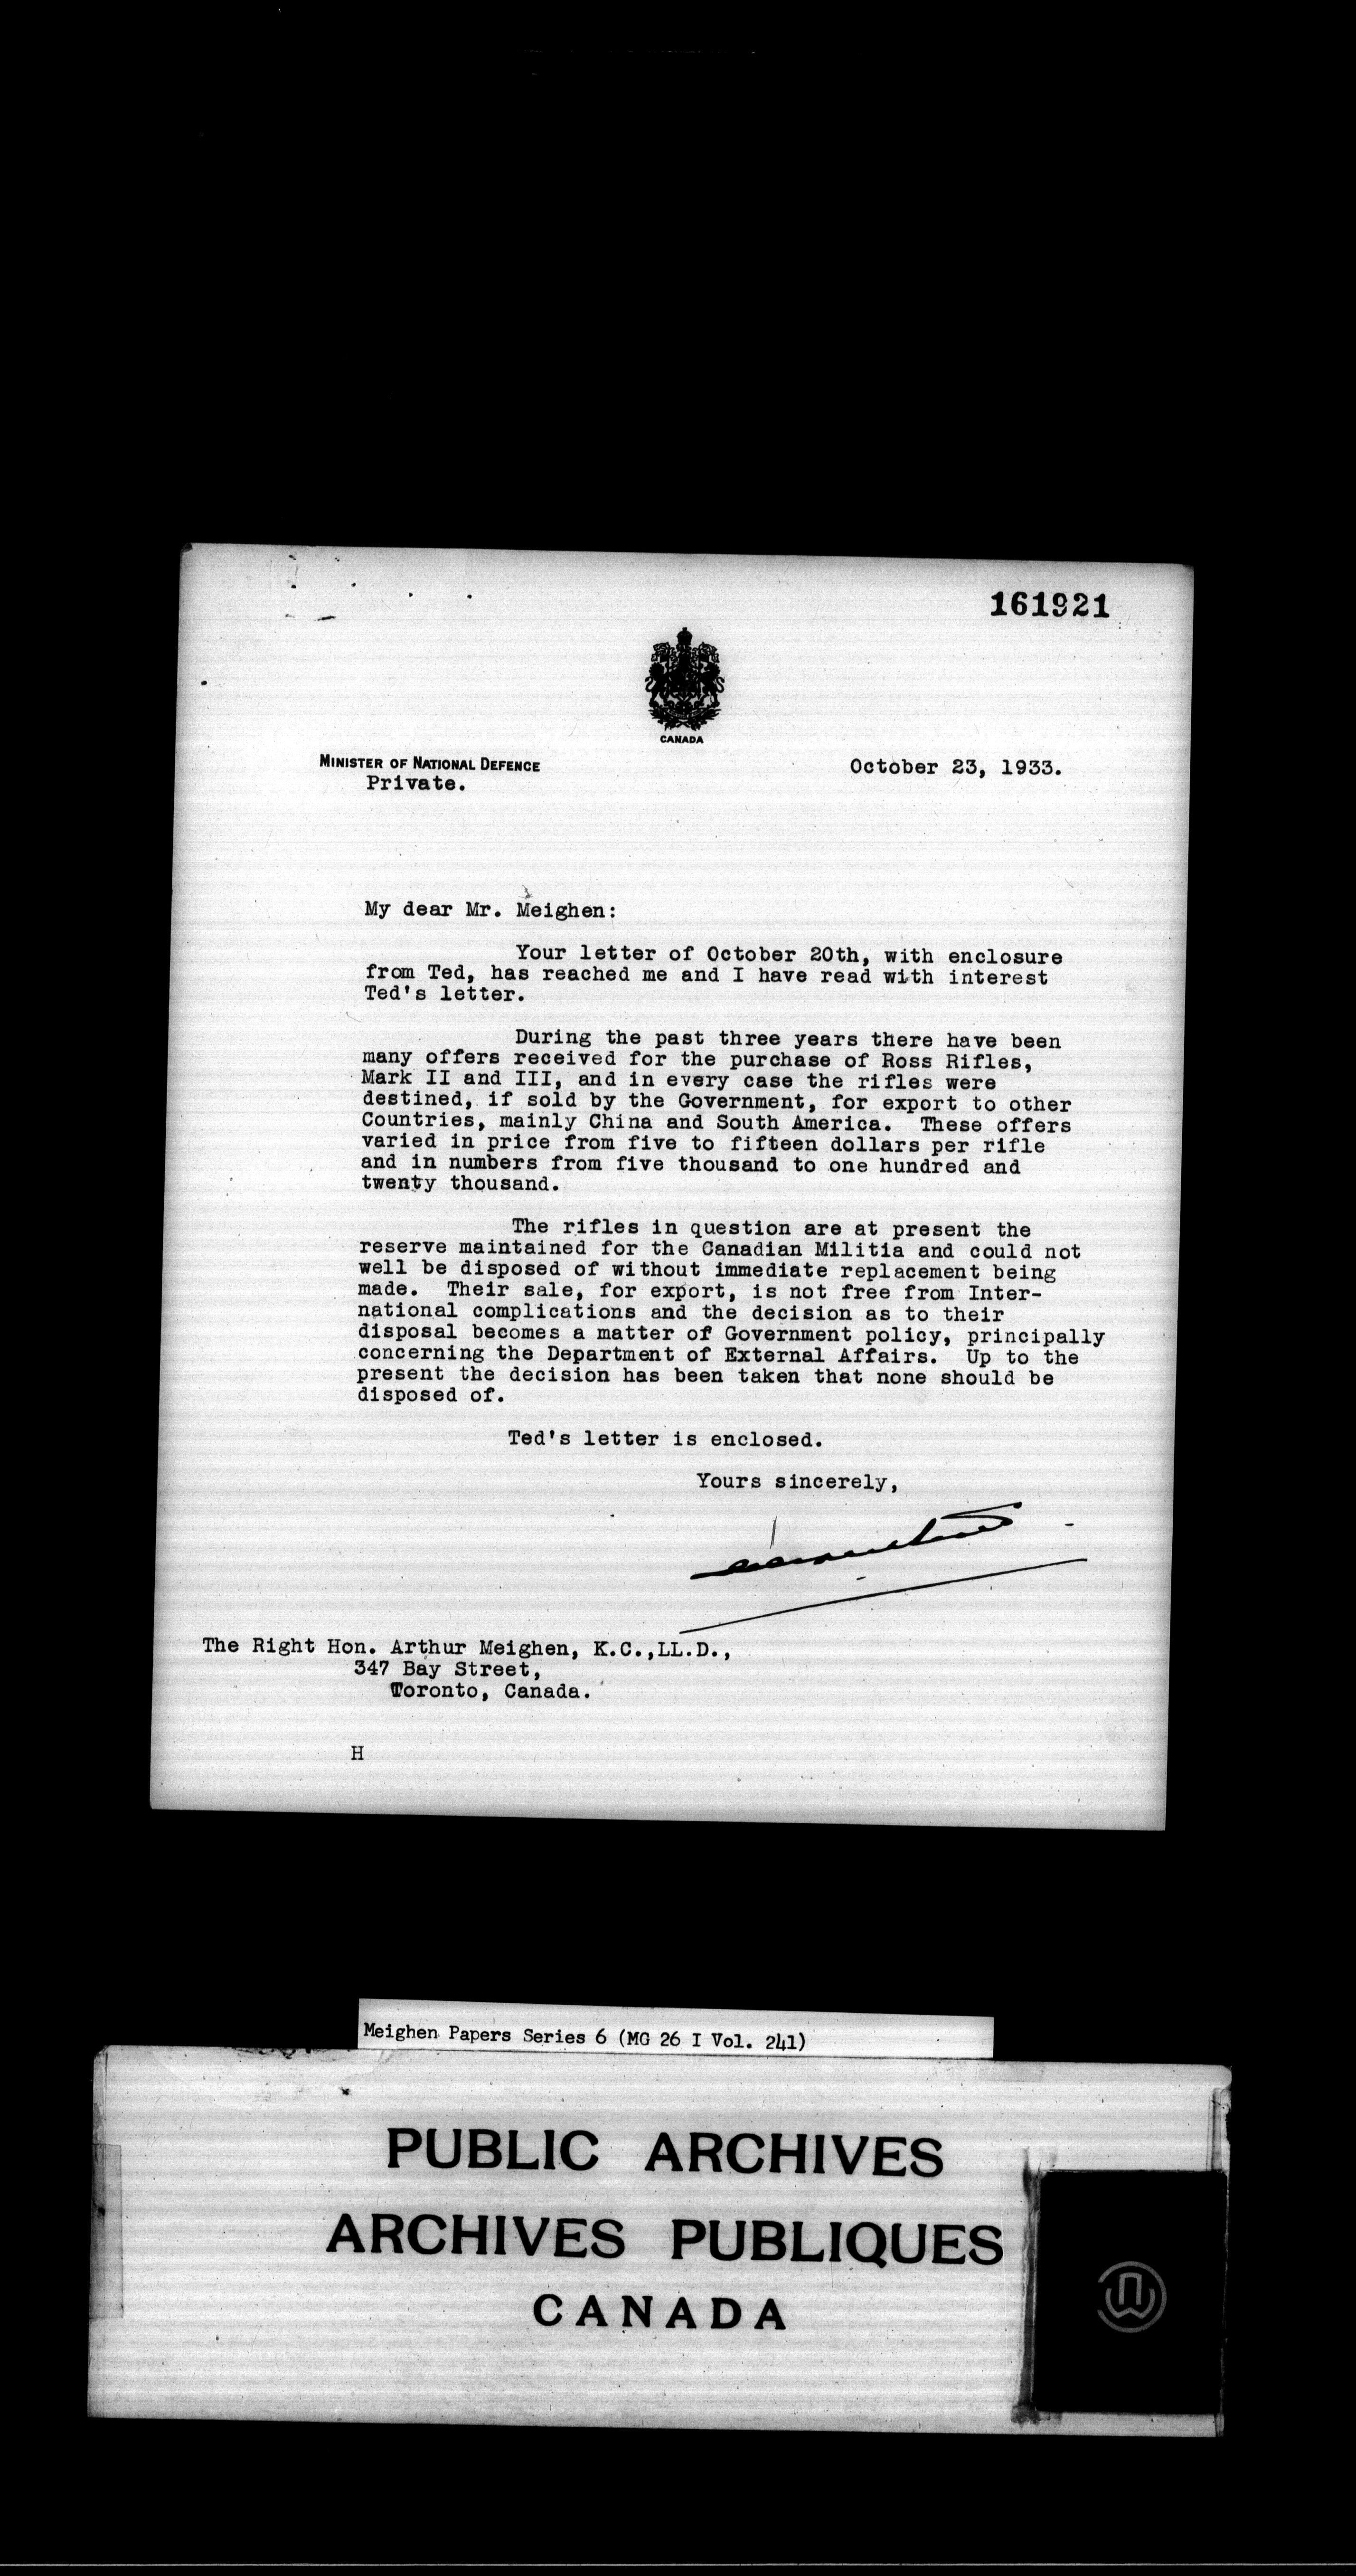 161921
CANADA
MINISTER OF NATIONAL DEFENCE
Private.
October 23, 1933.
My dear Mr. Meighen:
Your letter of October 20th, with enclosure
from Ted, has reached me and I have read with interest
Ted's letter.
During the past three years there have been
many offers received for the purchase of Ross Rifles,
Mark II and III, and in every case the rifles were
destined, if sold by the Government, for export to other
Countries, mainly China and South America. These offers
varied in price from five to fifteen dollars per rifle
and in numbers from five thousand to one hundred and
twenty thousand.
The rifles in question are at present the
reserve maintained for the Canadian Militia and could not
well be disposed of without immediate replacement being
made. Their sale, for export, is not free from Inter-
national complications and the decision as to their
disposal becomes a matter of Government policy, principally
concerning the Department of External Affairs. Up to the
present the decision has been taken that none should be
disposed of.
Ted's letter is enclosed.
Yours sincerely,
The Right Hon. Arthur Meighen, K.C.,LL.D.,
347 Bay Street,
Toronto, Canada.
H
Meighen Papers Series 6 (MG 26 I Vol. 241)
PUBLIC ARCHIVES
ARCHIVES PUBLIQUES
CANADA